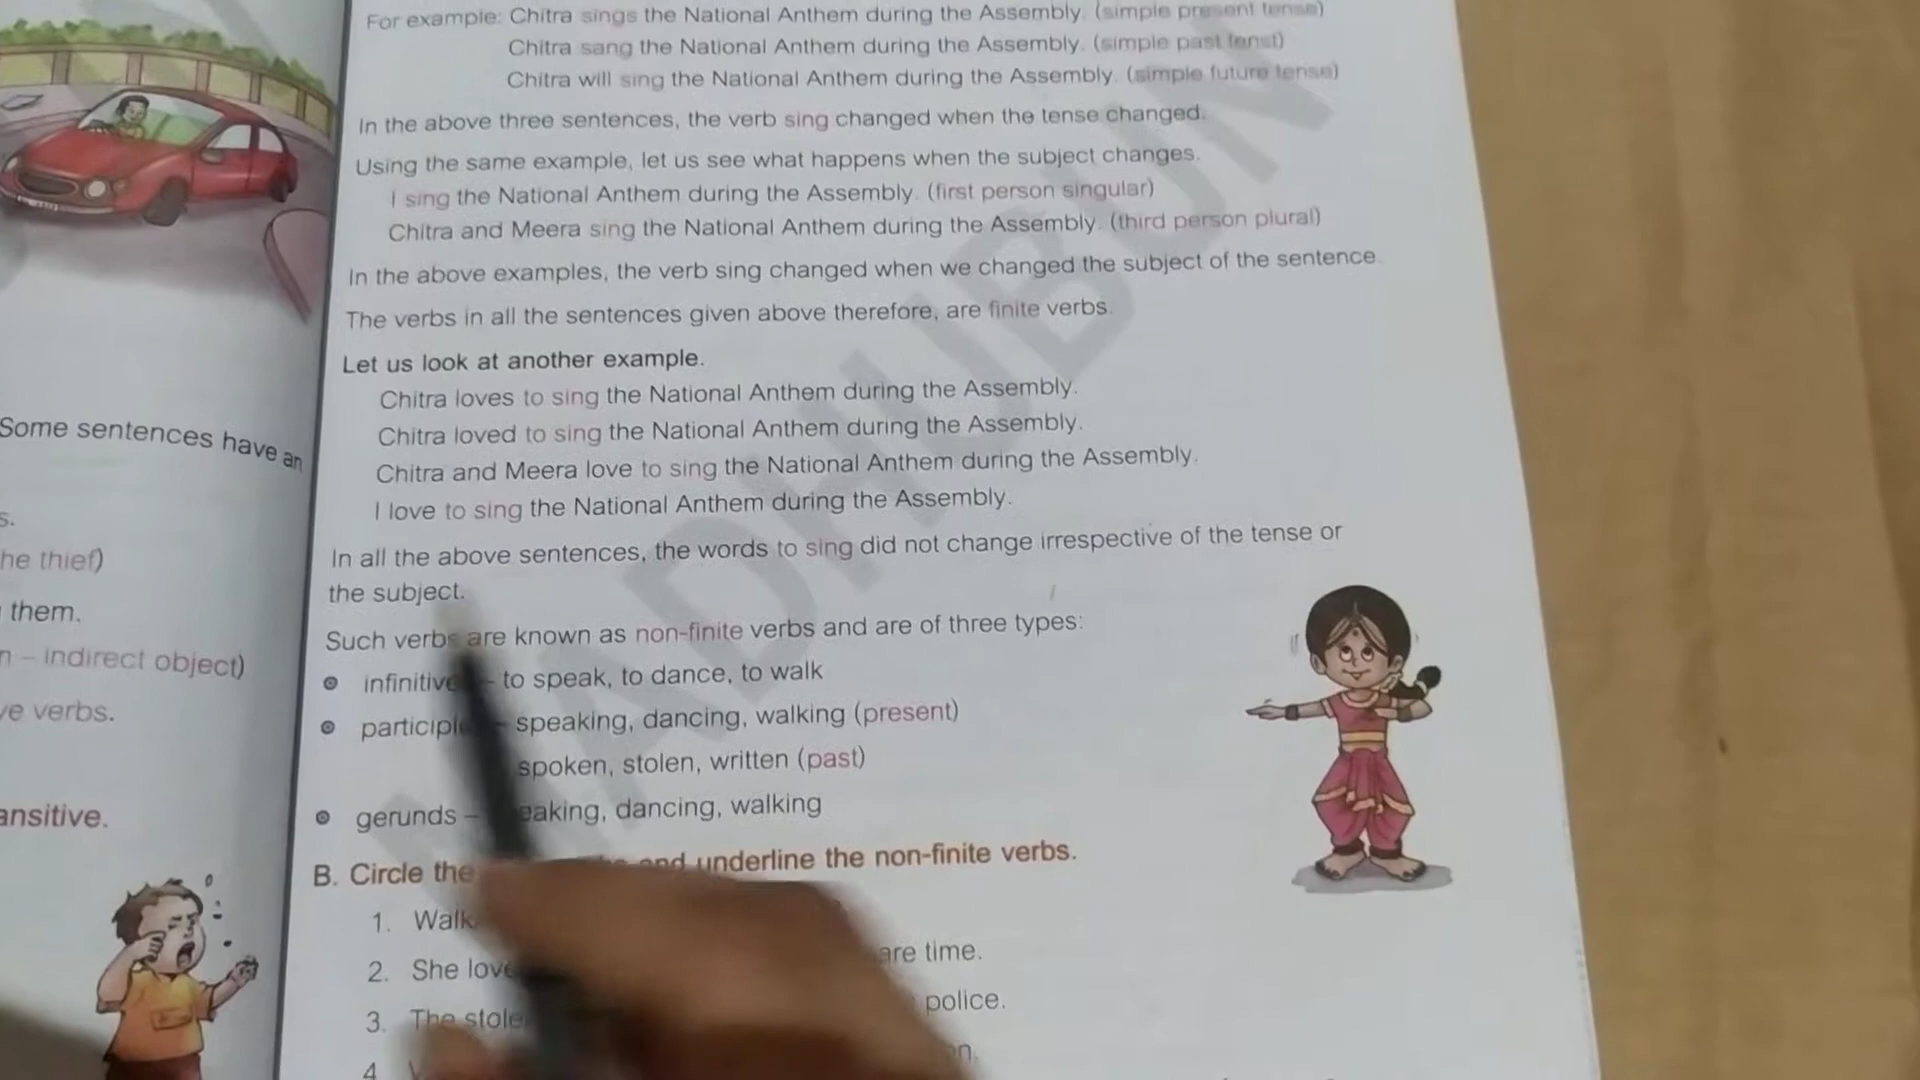 Some sentences have an
s.
he thief)
them.
n – indirect object)
ve verbs.
ansitive.
For example: Chitra sings the National Anthem during the Assembly. (simple present tense)
Chitra sang the National Anthem during the Assembly. (simple past tenst)
Chitra will sing the National Anthem during the Assembly. (simple future tense)
In the above three sentences, the verb sing changed when the tense changed.
Using the same example, let us see what happens when the subject changes.
I sing the National Anthem during the Assembly. (first person singular)
Chitra and Meera sing the National Anthem during the Assembly. (third person plural)
In the above examples, the verb sing changed when we changed the subject of the sentence.
The verbs in all the sentences given above therefore, are finite verbs.
Let us look at another example.
Chitra loves to sing the National Anthem during the Assembly.
Chitra loved to sing the National Anthem during the Assembly.
Chitra and Meera love to sing the National Anthem during the Assembly.
I love to sing the National Anthem during the Assembly.
In all the above sentences, the words to sing did not change irrespective of the tense or
the subject.
Such verbs are known as non-finite verbs and are of three types:
infinitive – to speak, to dance, to walk
participl – speaking, dancing, walking (present)
spoken, stolen, written (past)
gerunds – eaking, dancing, walking
B. Circle the and underline the non-finite verbs.
1. Walk
2. She love are time.
3. The stole police.
4. on.
MADHUBUN